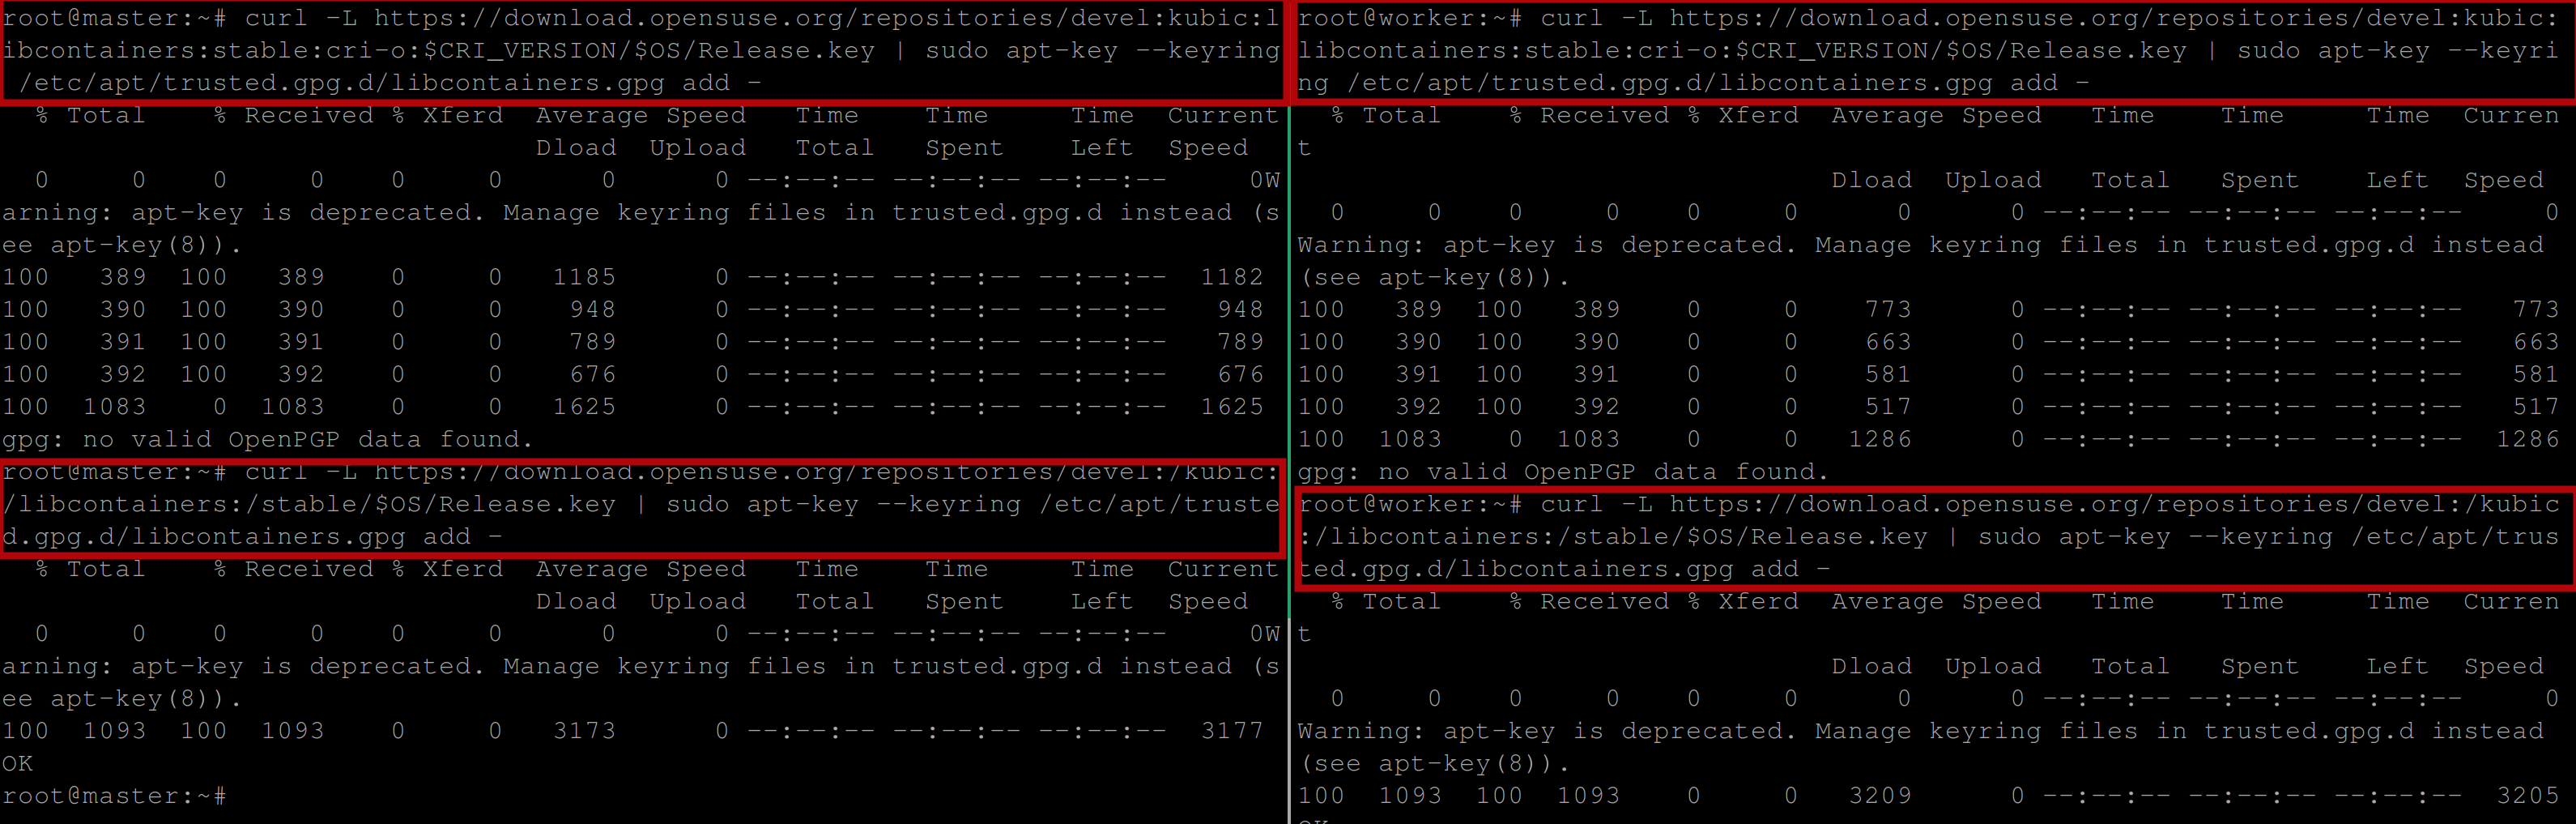 root@master:~# curl -L https://download.opensuse.org/repositories/devel:kubic:l
ibcontainers:stable:cri-o:$CRI_VERSION/$OS/Release.key | sudo apt-key --keyring
 /etc/apt/trusted.gpg.d/libcontainers.gpg add -
  % Total    % Received % Xferd  Average Speed   Time    Time     Time  Current
                                 Dload  Upload   Total   Spent    Left  Speed
  0     0    0     0    0     0      0      0 --:--:-- --:--:-- --:--:--     0W
arning: apt-key is deprecated. Manage keyring files in trusted.gpg.d instead (s
ee apt-key(8)).
100   389  100   389    0     0   1185      0 --:--:-- --:--:-- --:--:--  1182
100   390  100   390    0     0    948      0 --:--:-- --:--:-- --:--:--   948
100   391  100   391    0     0    789      0 --:--:-- --:--:-- --:--:--   789
100   392  100   392    0     0    676      0 --:--:-- --:--:-- --:--:--   676
100  1083    0  1083    0     0   1625      0 --:--:-- --:--:-- --:--:--  1625
gpg: no valid OpenPGP data found.
root@master:~# curl -L https://download.opensuse.org/repositories/devel:/kubic:
/libcontainers:/stable/$OS/Release.key | sudo apt-key --keyring /etc/apt/truste
d.gpg.d/libcontainers.gpg add -
  % Total    % Received % Xferd  Average Speed   Time    Time     Time  Current
                                 Dload  Upload   Total   Spent    Left  Speed
  0     0    0     0    0     0      0      0 --:--:-- --:--:-- --:--:--     0W
arning: apt-key is deprecated. Manage keyring files in trusted.gpg.d instead (s
ee apt-key(8)).
100  1093  100  1093    0     0   3173      0 --:--:-- --:--:-- --:--:--  3177
OK
root@master:~#
root@worker:~# curl -L https://download.opensuse.org/repositories/devel:kubic:
libcontainers:stable:cri-o:$CRI_VERSION/$OS/Release.key | sudo apt-key --keyri
ng /etc/apt/trusted.gpg.d/libcontainers.gpg add -
  % Total    % Received % Xferd  Average Speed   Time    Time     Time  Curren
t
                                 Dload  Upload   Total   Spent    Left  Speed
  0     0    0     0    0     0      0      0 --:--:-- --:--:-- --:--:--     0
Warning: apt-key is deprecated. Manage keyring files in trusted.gpg.d instead
(see apt-key(8)).
100   389  100   389    0     0    773      0 --:--:-- --:--:-- --:--:--   773
100   390  100   390    0     0    663      0 --:--:-- --:--:-- --:--:--   663
100   391  100   391    0     0    581      0 --:--:-- --:--:-- --:--:--   581
100   392  100   392    0     0    517      0 --:--:-- --:--:-- --:--:--   517
100  1083    0  1083    0     0   1286      0 --:--:-- --:--:-- --:--:--  1286
gpg: no valid OpenPGP data found.
root@worker:~# curl -L https://download.opensuse.org/repositories/devel:/kubic
:/libcontainers:/stable/$OS/Release.key | sudo apt-key --keyring /etc/apt/trus
ted.gpg.d/libcontainers.gpg add -
  % Total    % Received % Xferd  Average Speed   Time    Time     Time  Curren
t
                                 Dload  Upload   Total   Spent    Left  Speed
  0     0    0     0    0     0      0      0 --:--:-- --:--:-- --:--:--     0
Warning: apt-key is deprecated. Manage keyring files in trusted.gpg.d instead
(see apt-key(8)).
100  1093  100  1093    0     0   3209      0 --:--:-- --:--:-- --:--:--  3205